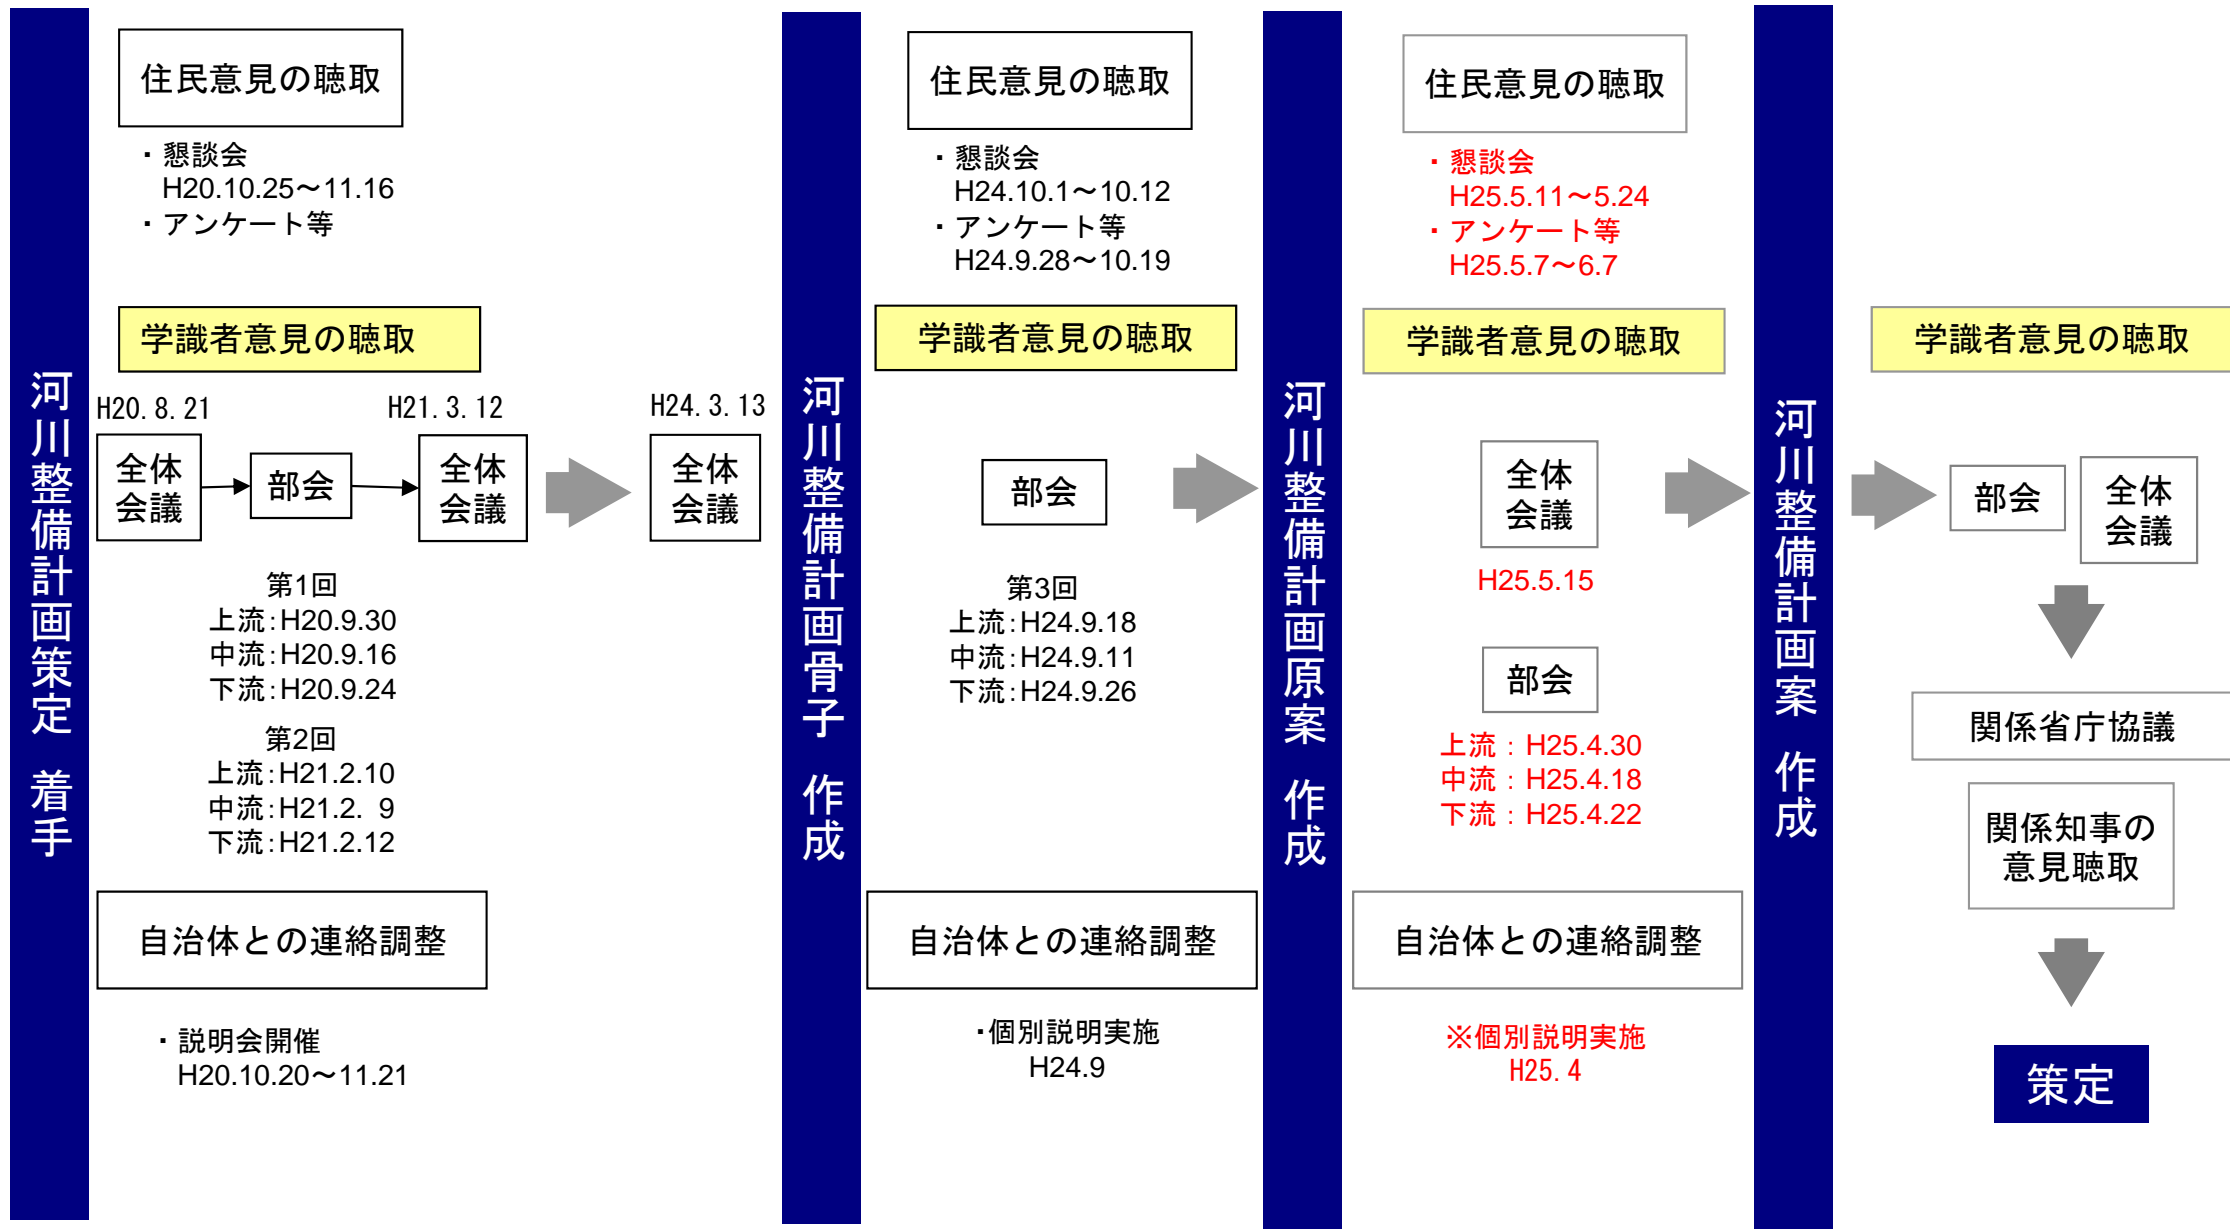 河川整備計画策定 着手
住民意見の聴取
・懇談会
H20.10.25～11.16
・アンケート等
学識者意見の聴取
H20.8.21
H21.3.12
H24.3.13
全体
会議
部会
全体
会議
全体
会議
第1回
上流：H20.9.30
中流：H20.9.16
下流：H20.9.24
第2回
上流：H21.2.10
中流：H21.2. 9
下流：H21.2.12
自治体との連絡調整
・説明会開催
H20.10.20～11.21
河川整備計画骨子 作成
住民意見の聴取
・懇談会
H24.10.1～10.12
・アンケート等
H24.9.28～10.19
学識者意見の聴取
部会
第3回
上流：H24.9.18
中流：H24.9.11
下流：H24.9.26
自治体との連絡調整
・個別説明実施
H24.9
河川整備計画原案 作成
住民意見の聴取
・懇談会
H25.5.11～5.24
・アンケート等
H25.5.7～6.7
学識者意見の聴取
全体
会議
H25.5.15
部会
上流：H25.4.30
中流：H25.4.18
下流：H25.4.22
自治体との連絡調整
※個別説明実施
H25.4
河川整備計画案 作成
学識者意見の聴取
部会
全体
会議
関係省庁協議
関係知事の
意見聴取
策定